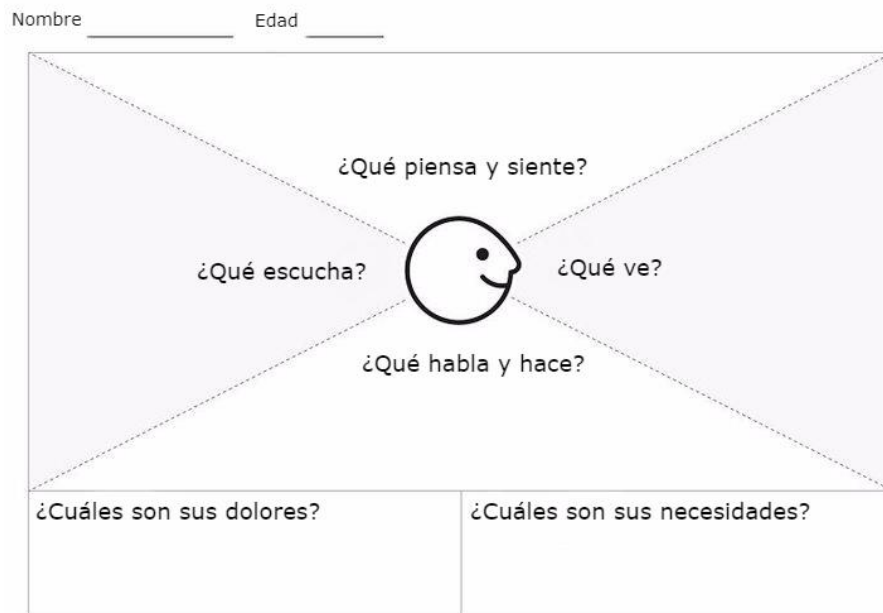 Nombre Edad
¿Qué piensa y siente?
¿Qué escucha? ¿Qué ve?
¿Qué habla y hace?
¿Cuáles son sus dolores? ¿Cuáles son sus necesidades?